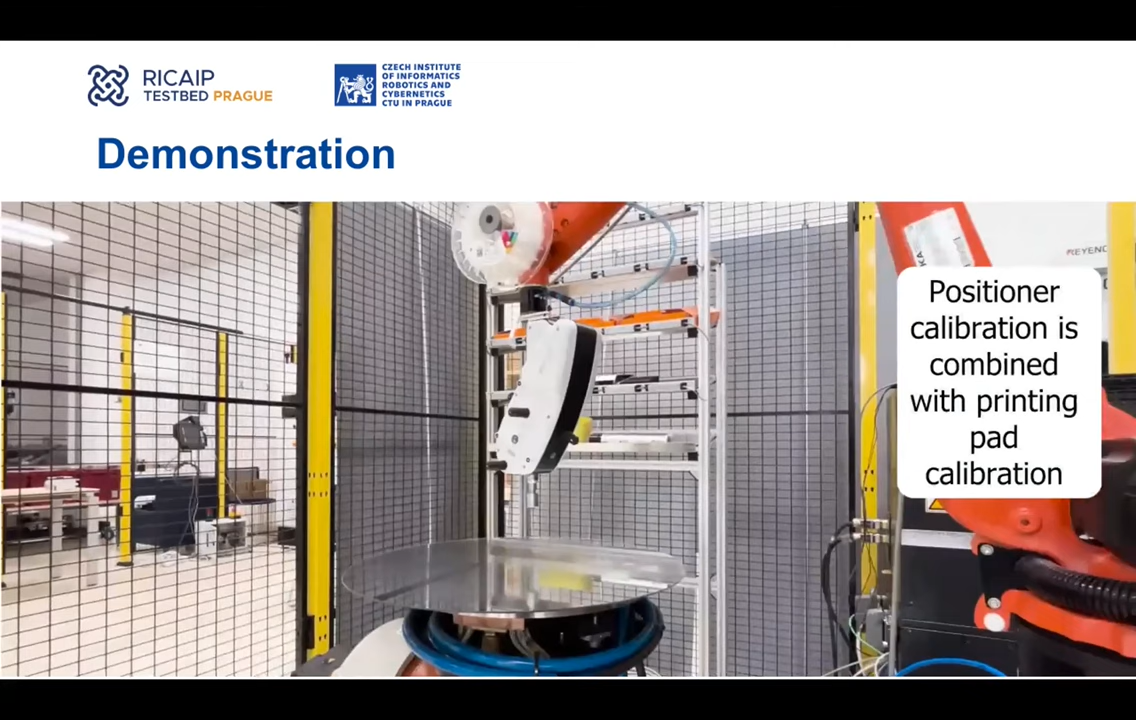 RICAIP
TESTBED PRAGUE
CZECH INSTITUTE
OF INFORMATICS
ROBOTICS AND
CYBERNETICS
CTU IN PRAGUE
Demonstration
Positioner
calibration is
combined
with printing
pad
calibration